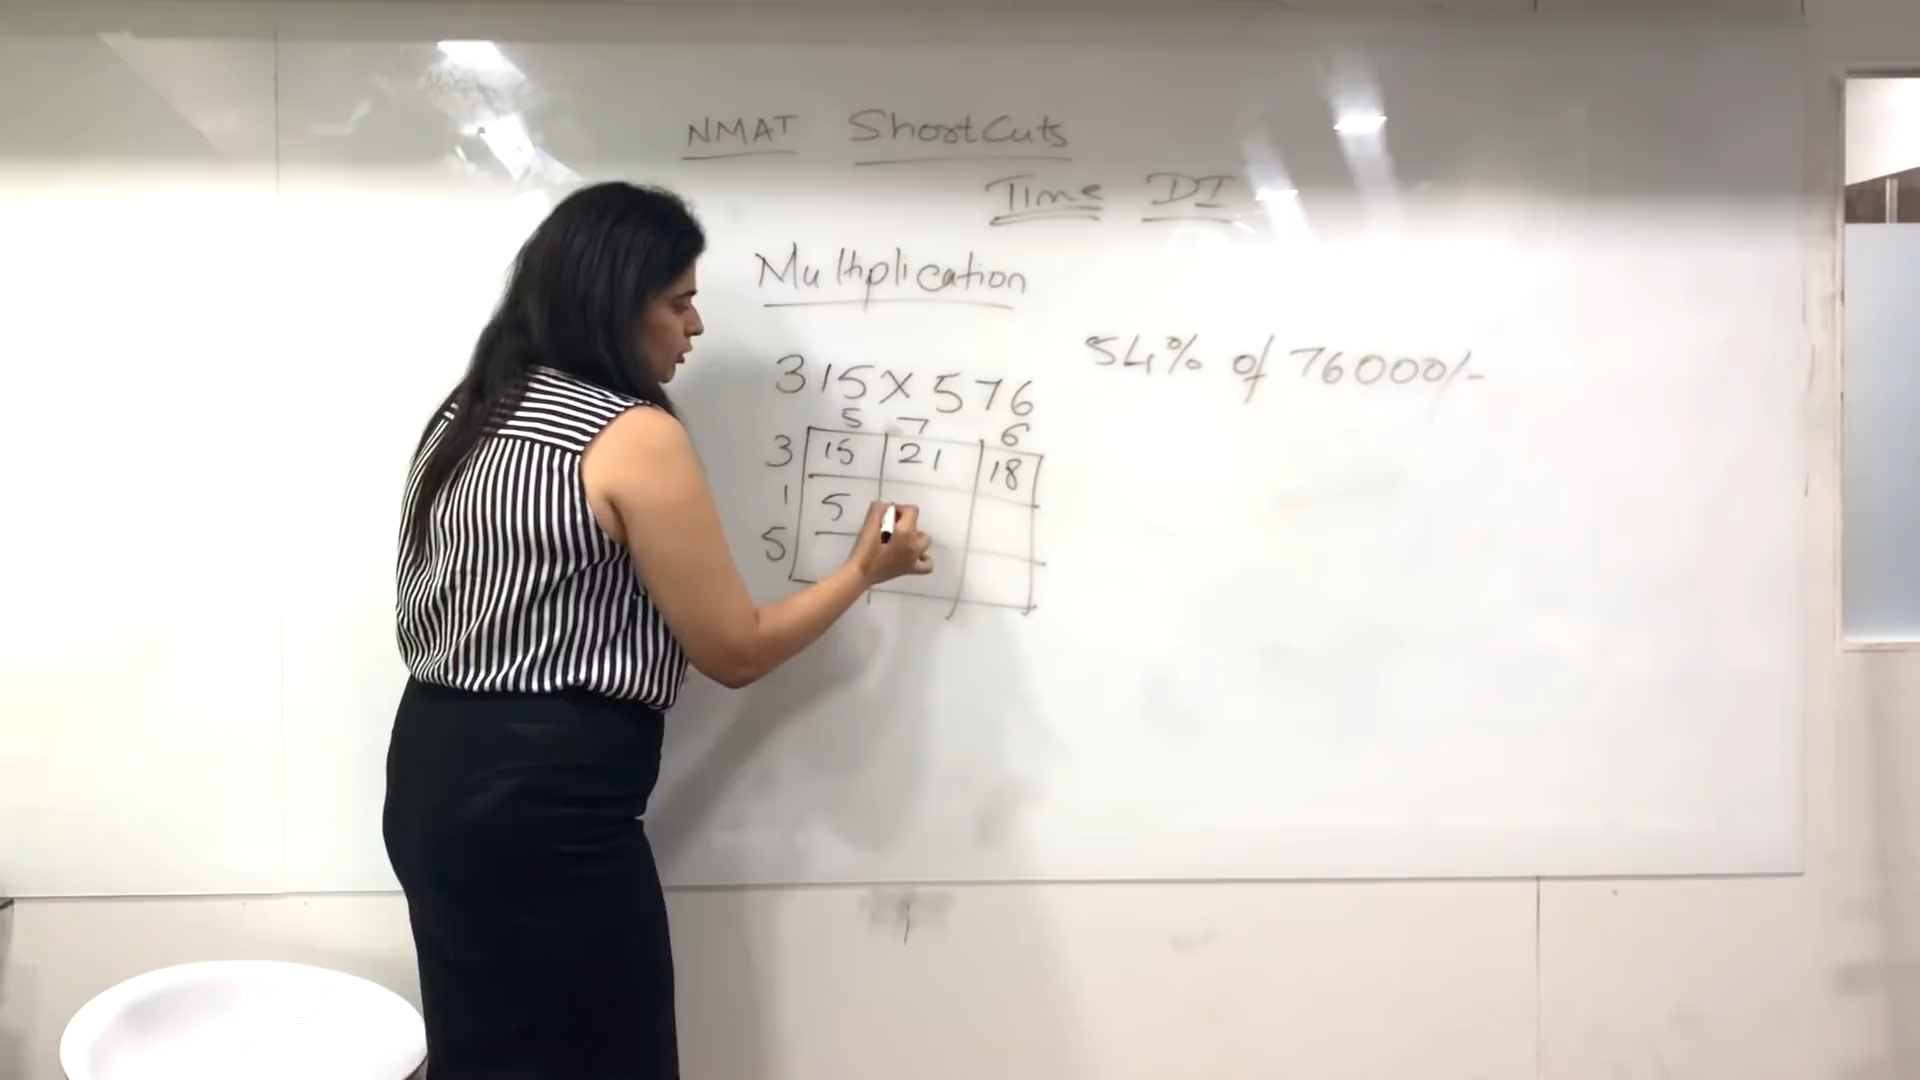 NMAT ShortCuts
Time DI
Multiplication
54% of 76000/-
315 X 576
5 7 6
3 15 21 18
1 5
5